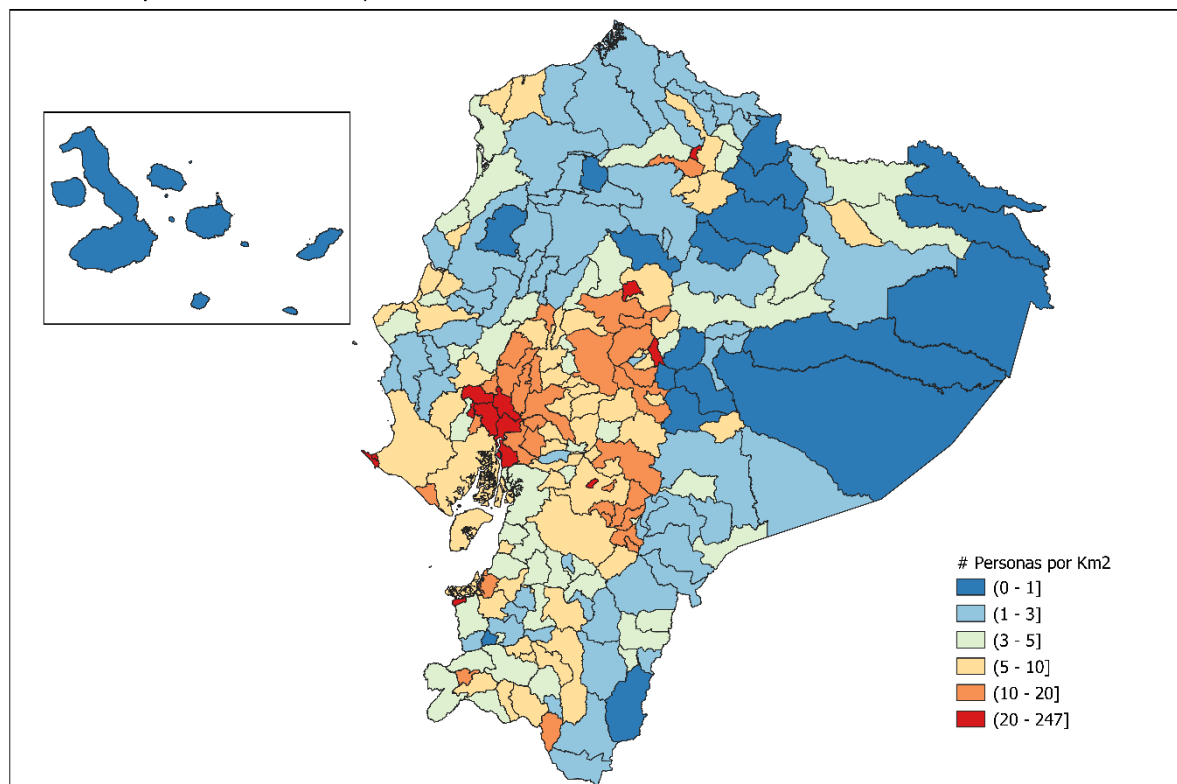 # Personas por Km2
(0 - 1]
(1 - 3]
(3 - 5]
(5 - 10]
(10 - 20]
(20 - 247]